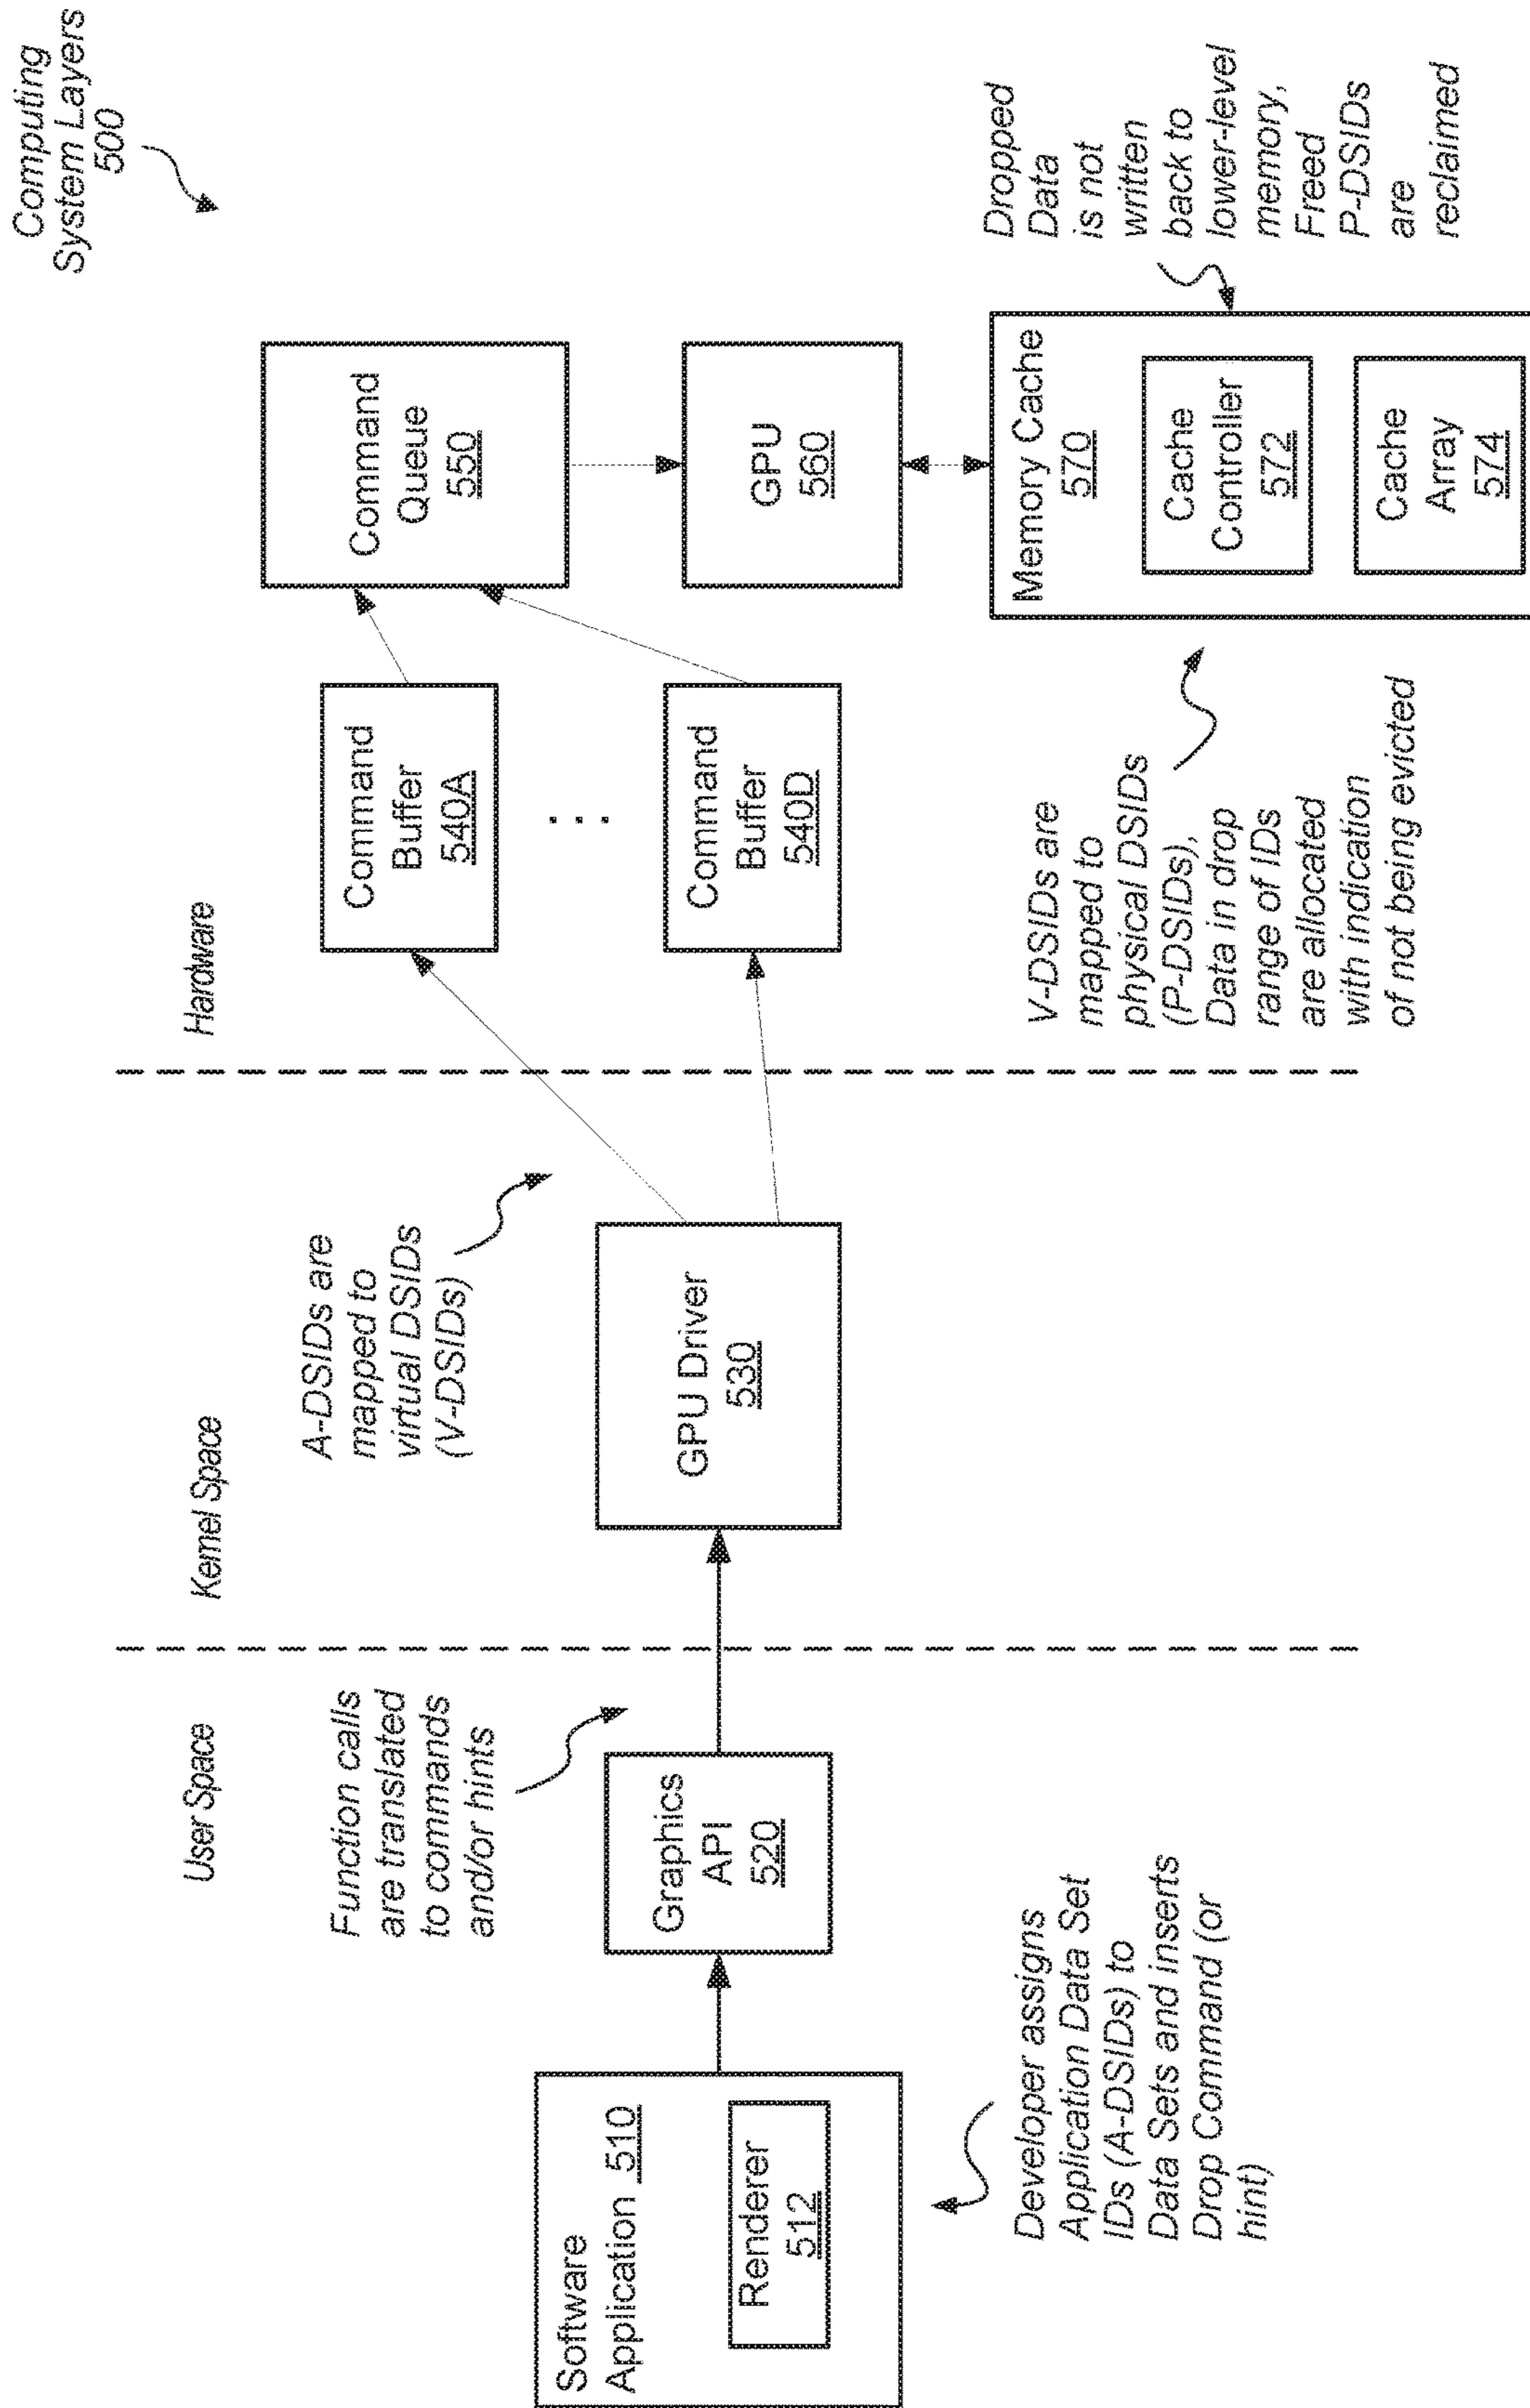 Computing
System Layers
500
User Space
Kernel Space
Hardware
Software
Application 510
Renderer
512
Developer assigns
Application Data Set
IDs (A-DSIDs) to
Data Sets and inserts
Drop Command (or
hint)
Graphics
API
520
Function calls
are translated
to commands
and/or hints
GPU Driver
530
A-DSIDs are
mapped to
virtual DSIDs
(V-DSIDs)
Command
Buffer
540A
. . .
Command
Buffer
540D
Command
Queue
550
GPU
560
Memory Cache
570
Cache
Controller
572
Cache
Array
574
V-DSIDs are
mapped to
physical DSIDs
(P-DSIDs),
Data in drop
range of IDs
are allocated
with indication
of not being evicted
Dropped
Data
is not
written
back to
lower-level
memory,
Freed
P-DSIDs
are
reclaimed